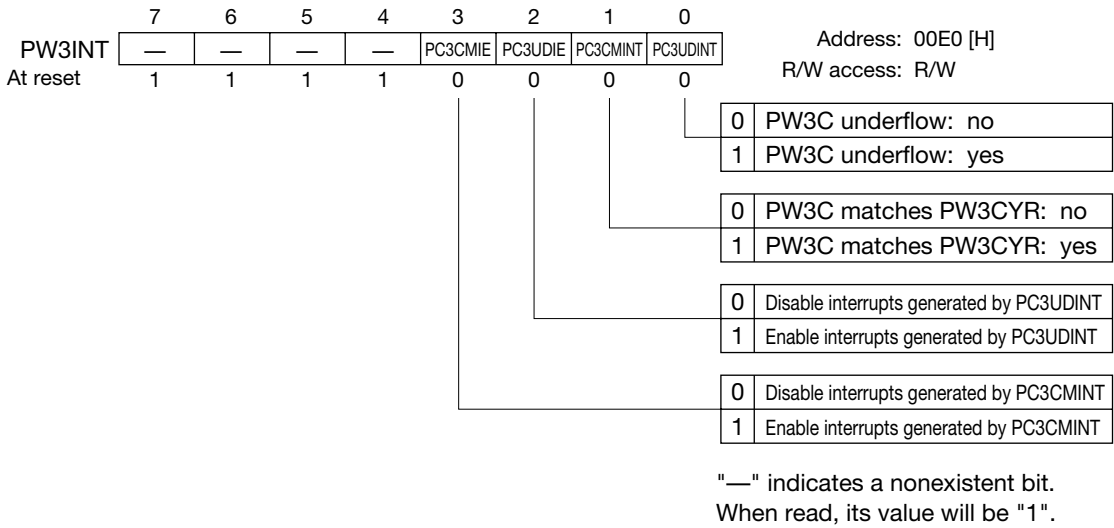 7 6 5 4 3 2 1 0
PW3INT — — — — PC3CMIE PC3UDIE PC3CMINT PC3UDINT
Address: 00E0 [H]
At reset 1 1 1 1 0 0 0 0
R/W access: R/W
0 PW3C underflow: no
1 PW3C underflow: yes
0 PW3C matches PW3CYR: no
1 PW3C matches PW3CYR: yes
0 Disable interrupts generated by PC3UDINT
1 Enable interrupts generated by PC3UDINT
0 Disable interrupts generated by PC3CMINT
1 Enable interrupts generated by PC3CMINT
"—" indicates a nonexistent bit.
When read, its value will be "1".